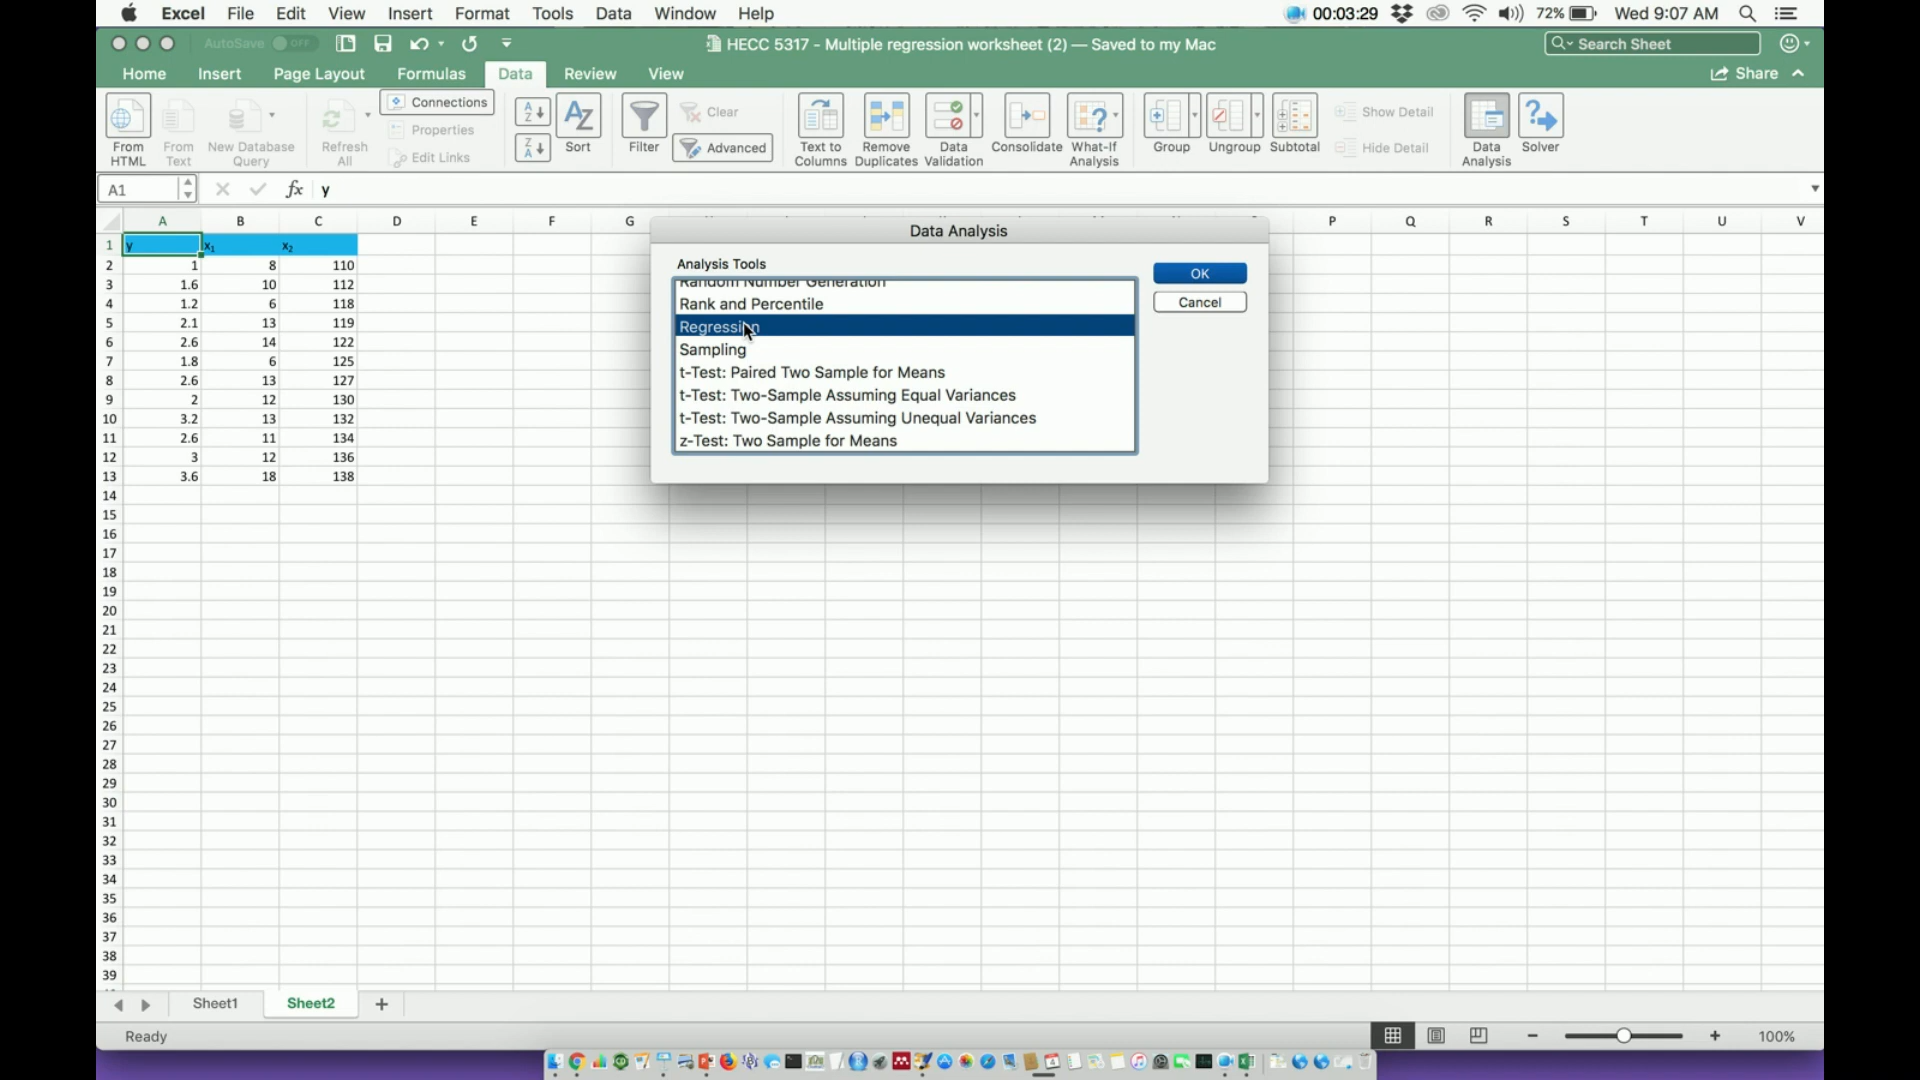 Excel File Edit View Insert Format Tools Data Window Help 00:03:29 72% Wed 9:07 AM
AutoSave OFF HECC 5317 - Multiple regression worksheet (2) — Saved to my Mac Search Sheet
Home Insert Page Layout Formulas Data Review View Share
From HTML From Text New Database Query Refresh All Connections Properties Edit Links Sort Filter Clear Advanced Text to Columns Remove Duplicates Data Validation Consolidate What-If Analysis Group Ungroup Subtotal Show Detail Hide Detail Data Analysis Solver
A1 fx y
A B C D E F G P Q R S T U V
1 y x₁ x₂
2 1 8 110
3 1.6 10 112
4 1.2 6 118
5 2.1 13 119
6 2.6 14 122
7 1.8 6 125
8 2.6 13 127
9 2 12 130
10 3.2 13 132
11 2.6 11 134
12 3 12 136
13 3.6 18 138
14
15
16
17
18
19
20
21
22
23
24
25
26
27
28
29
30
31
32
33
34
35
36
37
38
39
Data Analysis
Analysis Tools
Random Number Generation
Rank and Percentile
Regression
Sampling
t-Test: Paired Two Sample for Means
t-Test: Two-Sample Assuming Equal Variances
t-Test: Two-Sample Assuming Unequal Variances
z-Test: Two Sample for Means
OK
Cancel
Sheet1 Sheet2 +
Ready 100%